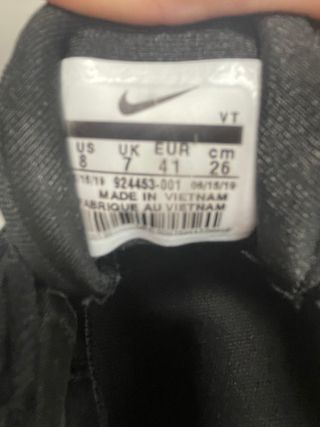 VT
US UK EUR cm
8 7 41 26
924453-001 06/15/19
MADE IN VIETNAM
FABRIQUE AU VIETNAM